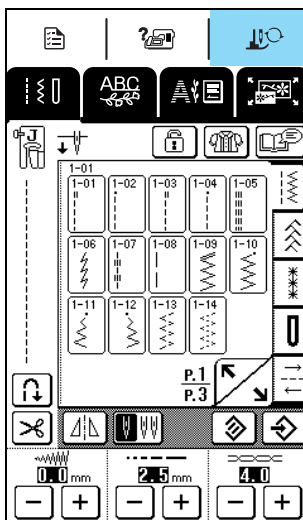 ?
ABC
A
J
1-01
1-01 1-02 1-03 1-04 1-05
1-06 1-07 1-08 1-09 1-10
1-11 1-12 1-13 1-14
P.1
P.3
0.0 mm 2.5 mm 4.0
− + − + − +